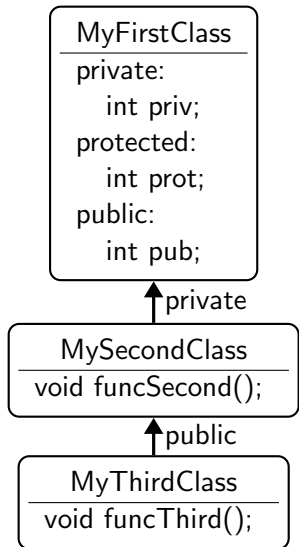 MyFirstClass
private:
int priv;
protected:
int prot;
public:
int pub;
private
MySecondClass
void funcSecond();
public
MyThirdClass
void funcThird();